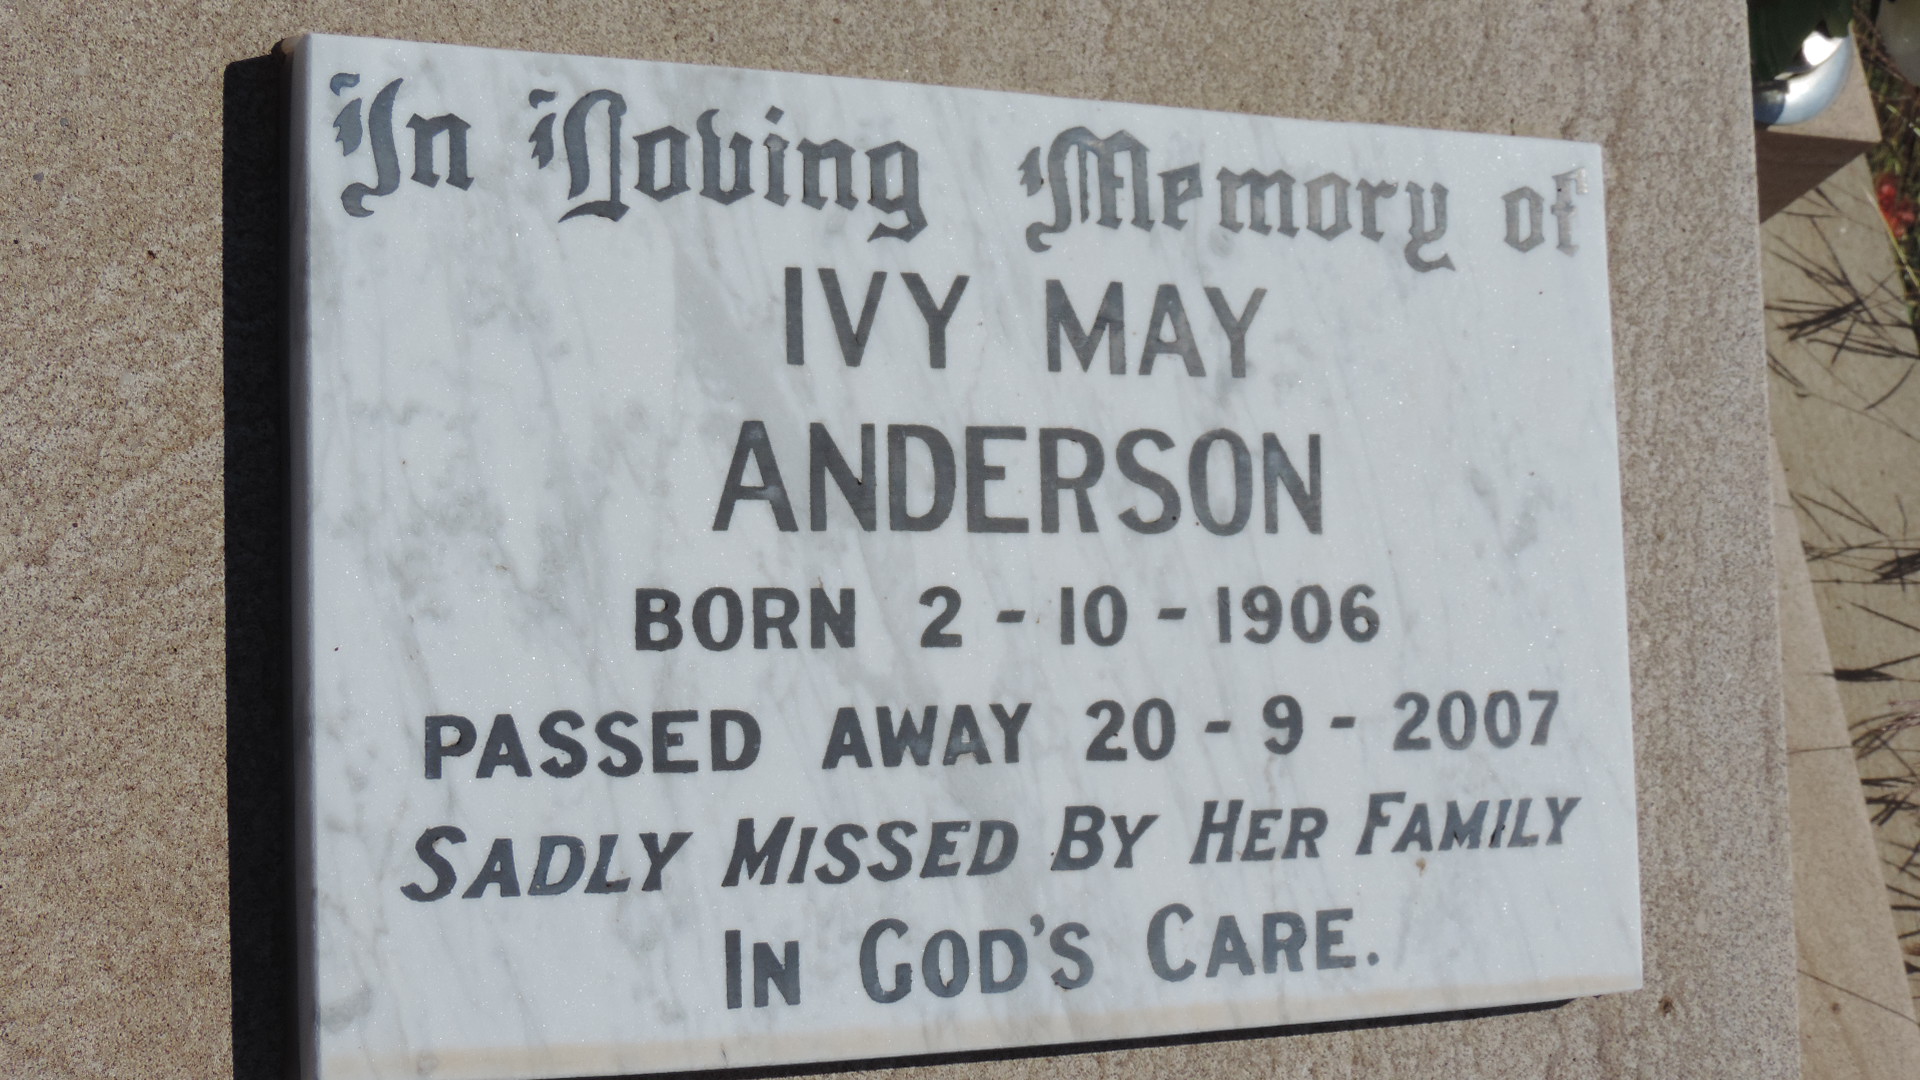 In Loving Memory of
IVY MAY
ANDERSON
BORN 2-10-1906
PASSED AWAY 20-9-2007
SADLY MISSED BY HER FAMILY
IN GOD'S CARE.